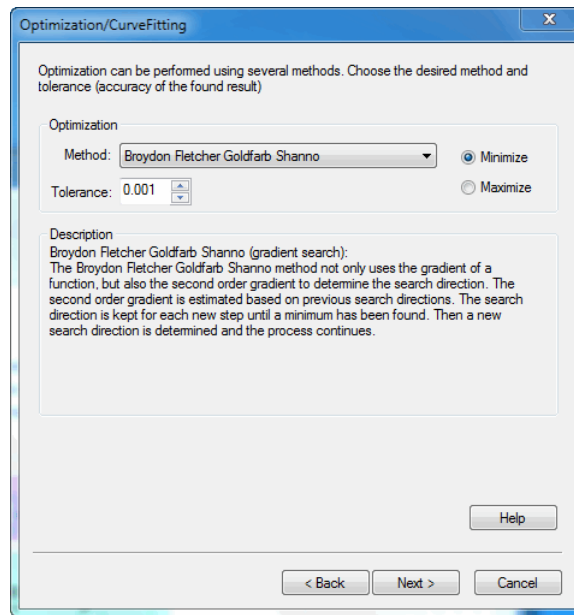 Optimization/CurveFitting
X
Optimization can be performed using several methods. Choose the desired method and
tolerance (accuracy of the found result)
Optimization
Method: Broydon Fletcher Goldfarb Shanno
Minimize
Tolerance: 0.001
Maximize
Description
Broydon Fletcher Goldfarb Shanno (gradient search):
The Broydon Fletcher Goldfarb Shanno method not only uses the gradient of a
function, but also the second order gradient to determine the search direction. The
second order gradient is estimated based on previous search directions. The search
direction is kept for each new step until a minimum has been found. Then a new
search direction is determined and the process continues.
Help
< Back Next > Cancel